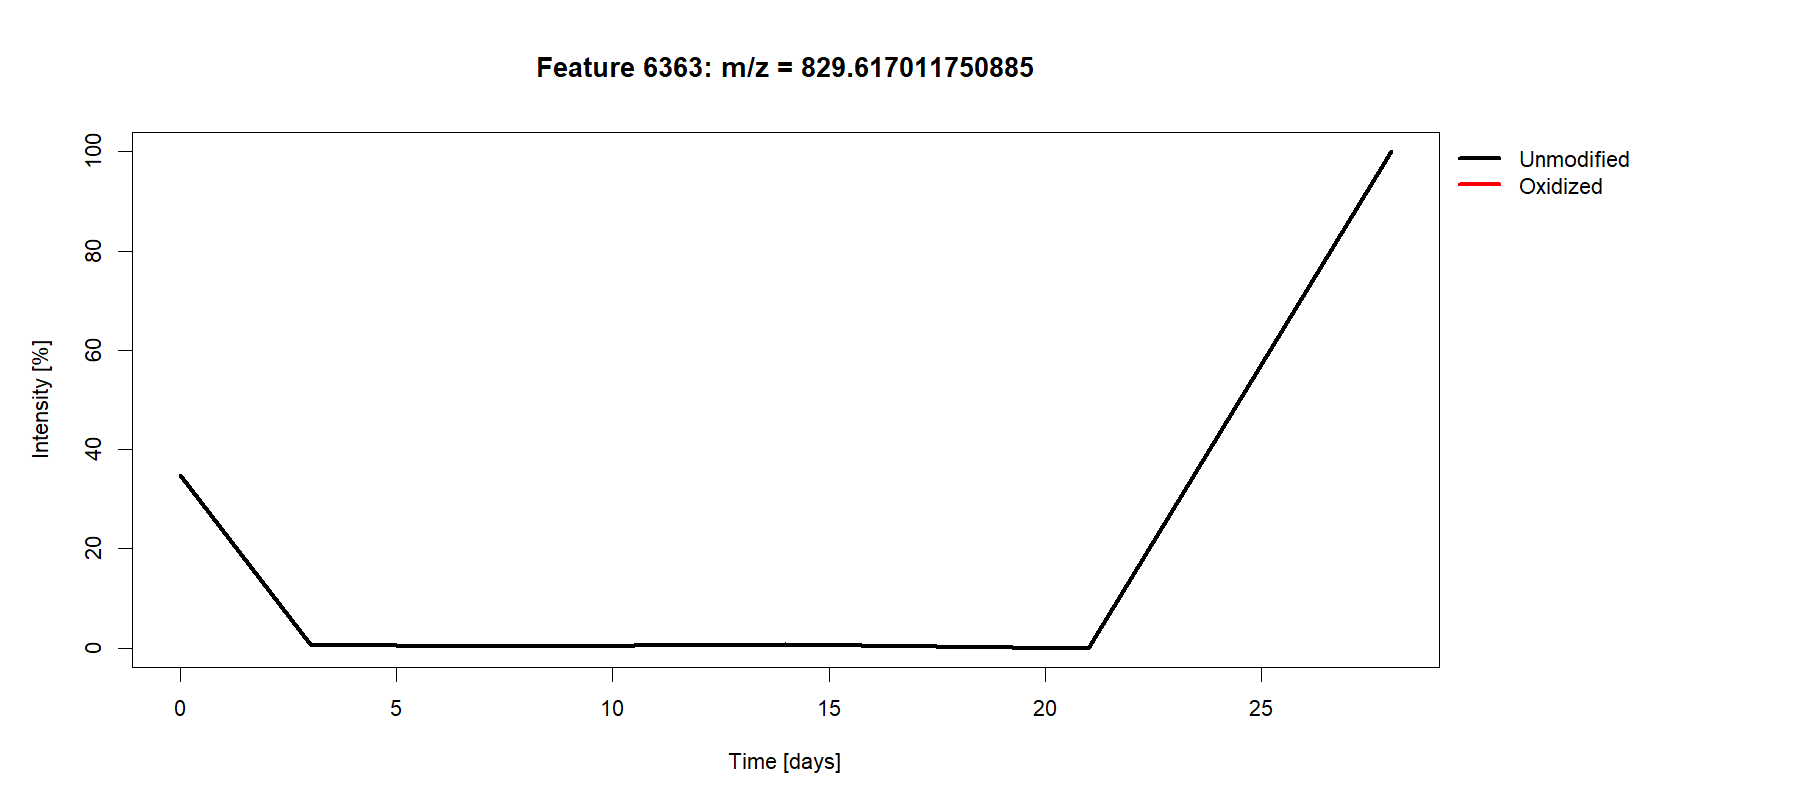 Feature 6363: m/z = 829.617011750885
Unmodified
Oxidized
Intensity [%]
100
80
60
40
20
0
0 5 10 15 20 25
Time [days]